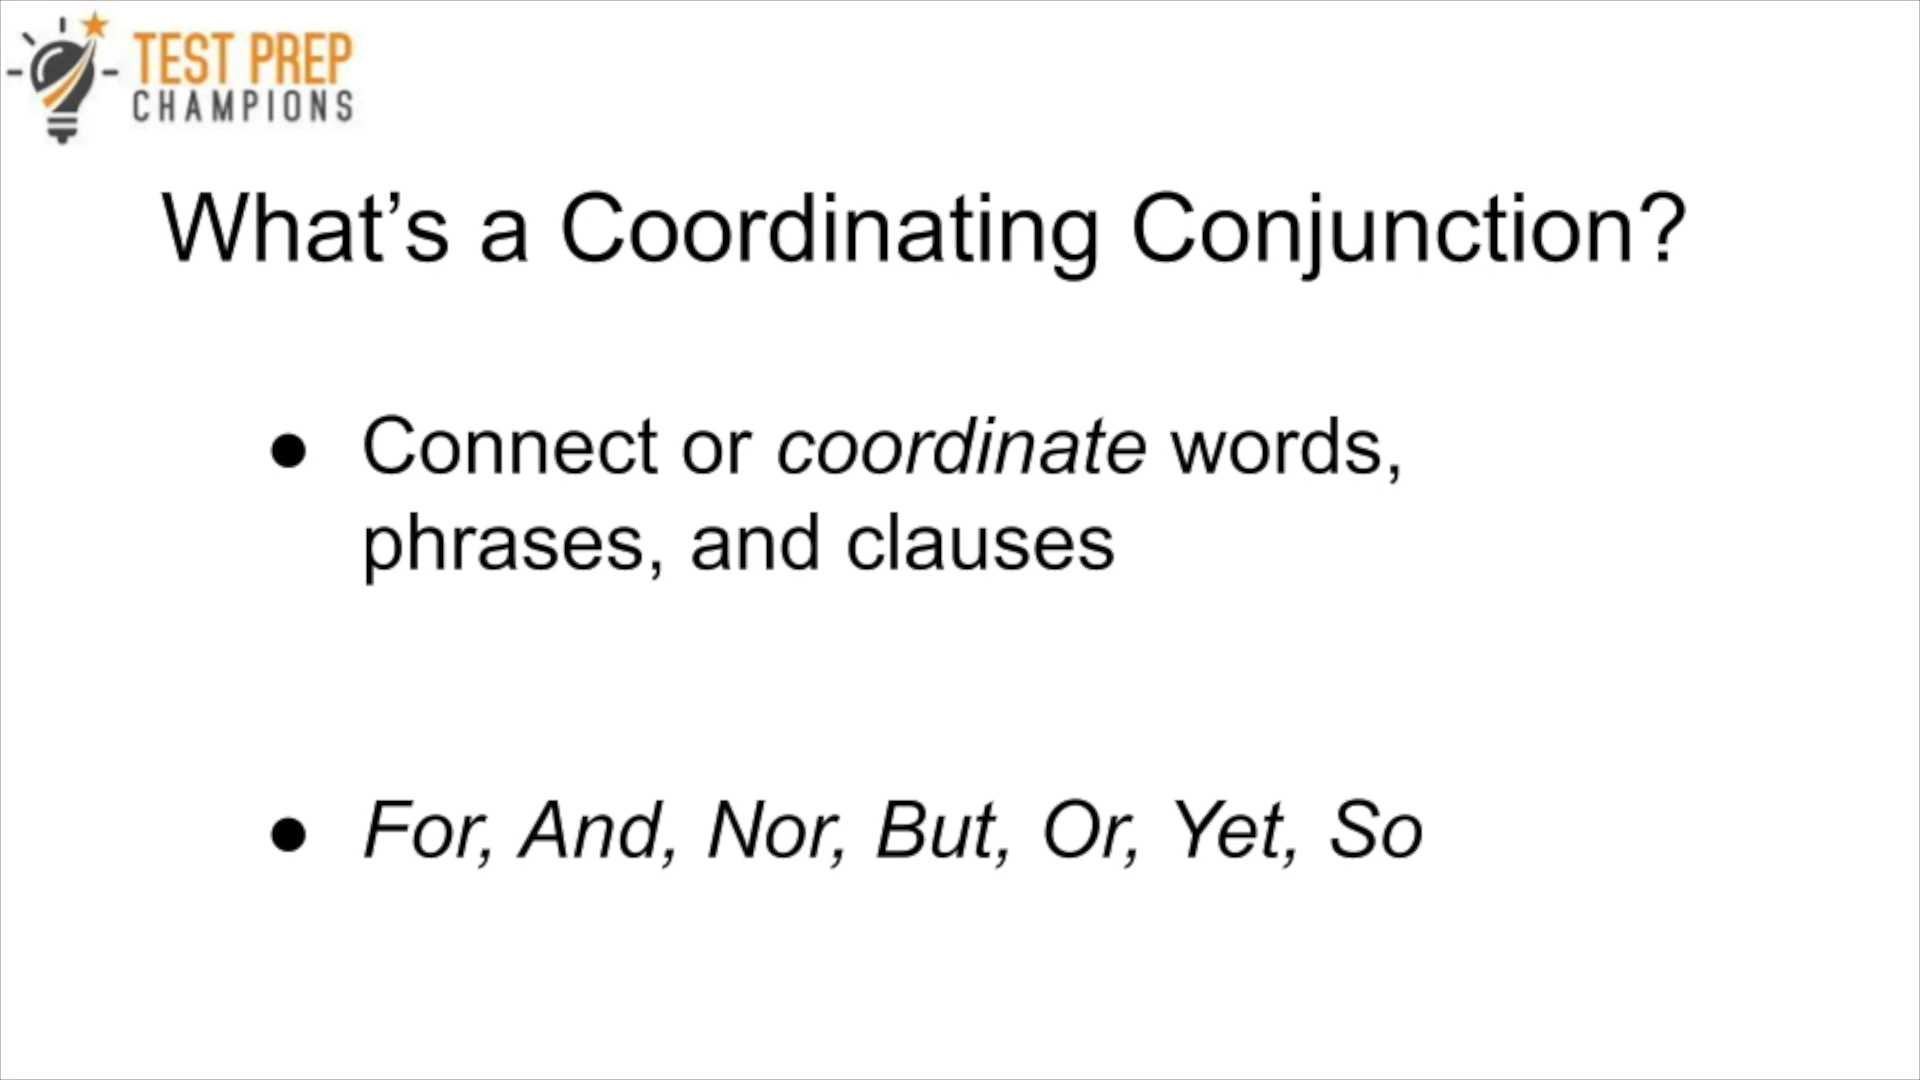 TEST PREP
CHAMPIONS
What’s a Coordinating Conjunction?
● Connect or coordinate words,
phrases, and clauses
● For, And, Nor, But, Or, Yet, So